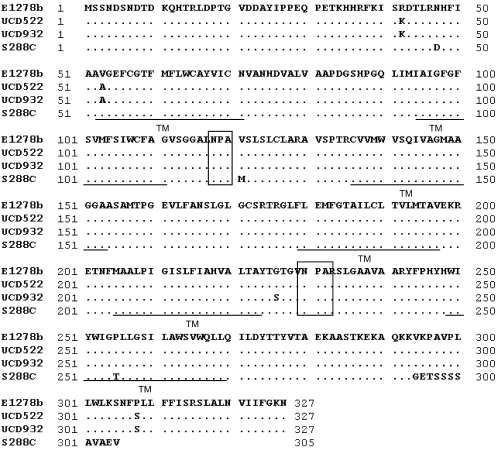 E1278b 1 MSSNDSNDTD KQHTRLDPTG VDDAYIPPEQ PETKHHRFKI SRDTLRNHFI 50
UCD522 1 .......... .......... .......... .......... .K........ 50
UCD932 1 .......... .......... .......... .......... .......... 50
S288C 1 .......... .......... .......... .......... ......D... 50
E1278b 51 AAVGEFCGTF MFLWCAYVIC NVANHDVALV AAPDGSHPGQ LIMIAIGFGF 100
UCD522 51 ..A....... .......... .......... .......... .......... 100
UCD932 51 ..A....... .......... .......... .......... .......... 100
S288C 51 .......... .......... .......... .......... .......... 100
TM TM
E1278b 101 SVMFSIWCFA GVSGGALNPA VSLSLCLARA VSPTRCVVMW VSQIVAGMAA 150
UCD522 101 .......... .......... .......... .......... .......... 150
UCD932 101 .......... .......... .......... .......... .......... 150
S288C 101 .......... .......... M......... .......... .......... 150
TM
E1278b 151 GGAASAMTPG EVLFANSLGL GCSRTRGLFL EMFGTAILCL TVLMTAVEKR 200
UCD522 151 .......... .......... .......... .......... .......... 200
UCD932 151 .......... .......... .......... .......... .......... 200
S288C 151 .......... .......... .......... .......... .......... 200
TM
E1278b 201 ETNFMAALPI GISLFIAHVA LTAYTGTGVN PARSLGAAVA ARYFPHYHWI 250
UCD522 201 .......... .......... .......... .......... .......... 250
UCD932 201 .......... .......... ....S..... .......... .......... 250
S288C 201 .......... .......... .......... .......... .......... 250
TM
E1278b 251 YWIGPLLGSI LAWSVWQLLQ ILDYTTYVTA EKAASTKEKA QKKVKPAVPL 300
UCD522 251 .......... .......... .......... .......... .......... 300
UCD932 251 .......... .......... .......... .......... .......... 300
S288C 251 ....T..... .......... .......... .......... ...GETSSSS 300
TM
E1278b 301 LWLKSNFPLL FFISRSLALN VIIFGKN 327
UCD522 301 .......S.. .......... ....... 327
UCD932 301 .......S.. .......... ....... 327
S288C 301 AVAEV 305